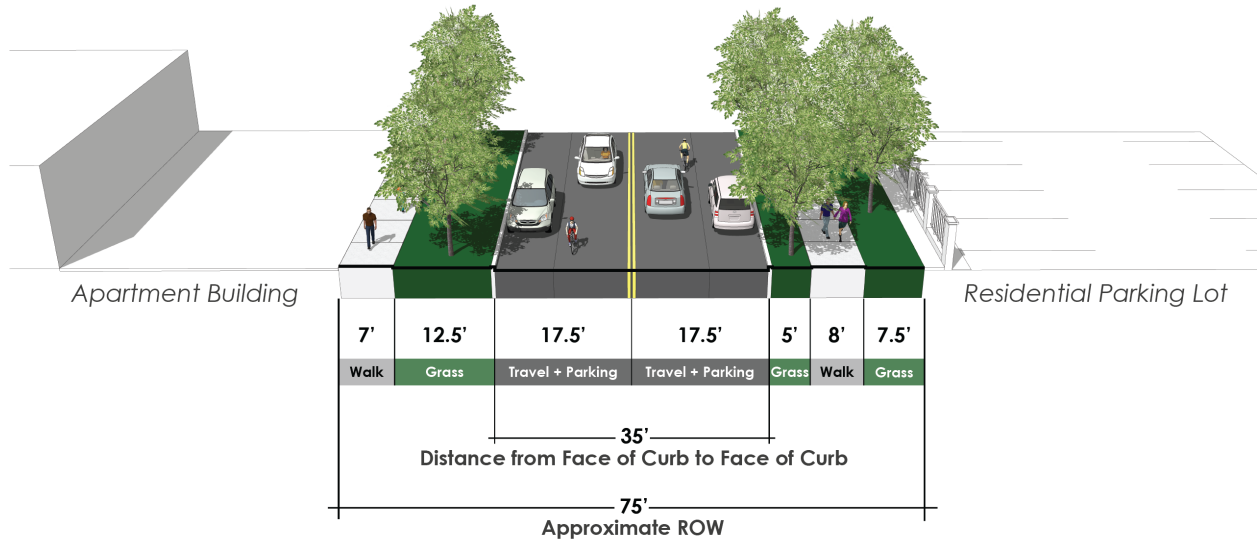 Apartment Building
Residential Parking Lot
7’ 12.5’ 17.5’ 17.5’ 5’ 8’ 7.5’
Walk Grass Travel + Parking Travel + Parking Grass Walk Grass
35’
Distance from Face of Curb to Face of Curb
75’
Approximate ROW